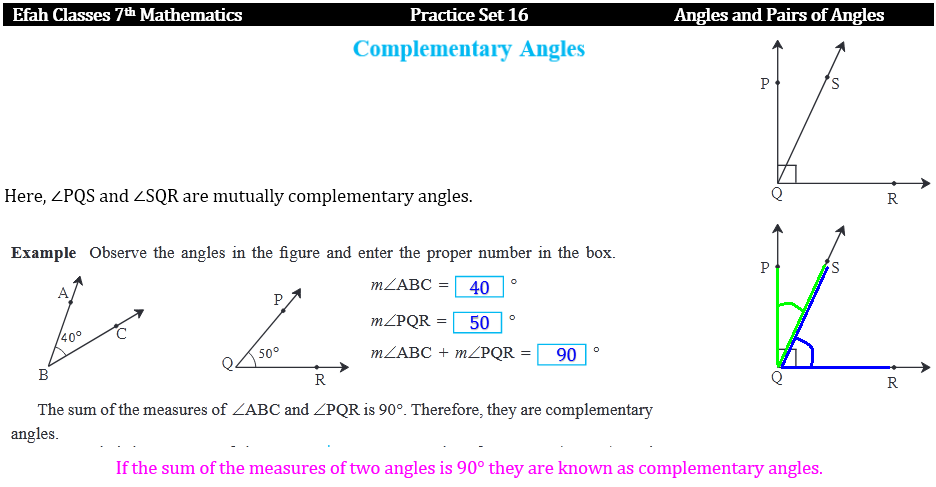 Efah Classes 7th Mathematics Practice Set 16 Angles and Pairs of Angles
Complementary Angles
P S
Q R
Here, ∠PQS and ∠SQR are mutually complementary angles.
Example Observe the angles in the figure and enter the proper number in the box.
A
40°
C
B
P
50°
Q
R
m∠ABC = 40 °
m∠PQR = 50 °
m∠ABC + m∠PQR = 90 °
P S
Q R
The sum of the measures of ∠ABC and ∠PQR is 90°. Therefore, they are complementary
angles.
If the sum of the measures of two angles is 90° they are known as complementary angles.